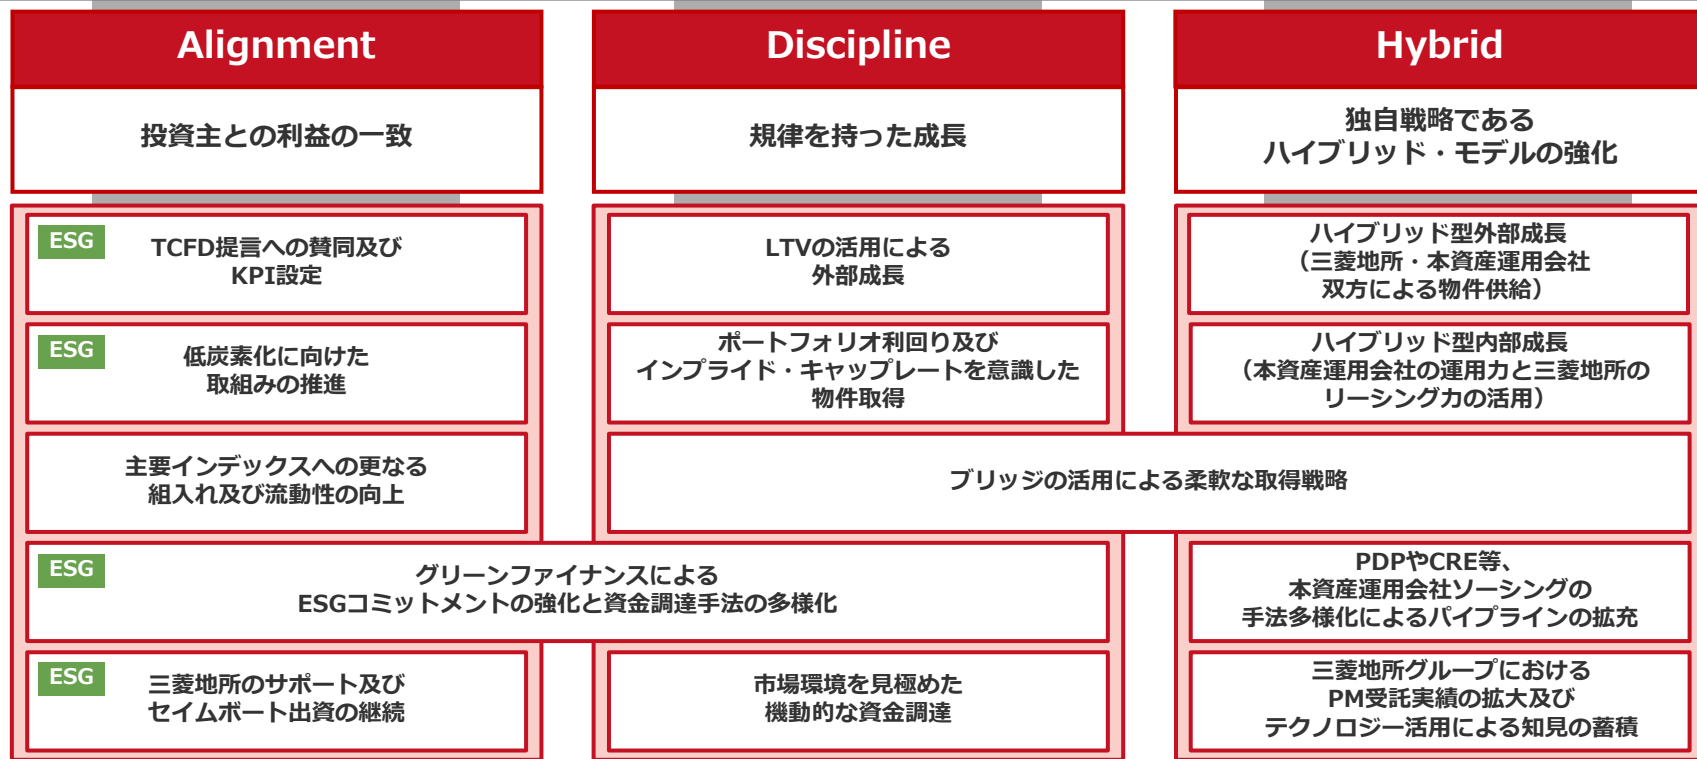 Alignment
投資主との利益の一致
ESG
TCFD提言への賛同及び
KPI設定
ESG
低炭素化に向けた
取組みの推進
主要インデックスへの更なる
組入れ及び流動性の向上
ESG
グリーンファイナンスによる
ESGコミットメントの強化と資金調達手法の多様化
ESG
三菱地所のサポート及び
セイムボート出資の継続
Discipline
規律を持った成長
LTVの活用による
外部成長
ポートフォリオ利回り及び
インプライド・キャップレートを意識した
物件取得
ブリッジの活用による柔軟な取得戦略
市場環境を見極めた
機動的な資金調達
Hybrid
独自戦略である
ハイブリッド・モデルの強化
ハイブリッド型外部成長
（三菱地所・本資産運用会社
双方による物件供給）
ハイブリッド型内部成長
（本資産運用会社の運用力と三菱地所の
リーシング力の活用）
PDPやCRE等、
本資産運用会社ソーシングの
手法多様化によるパイプラインの拡充
三菱地所グループにおける
PM受託実績の拡大及び
テクノロジー活用による知見の蓄積